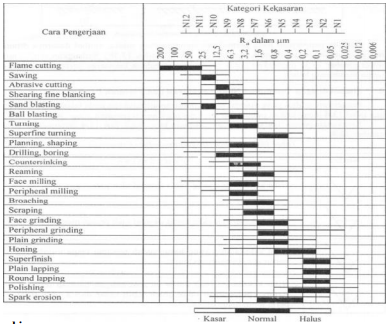 Kategori Kekasaran
Cara Pengerjaan
N12 N11 N10 N9 N8 N7 N6 N5 N4 N3 N2 N1
Ra dalam μm
200 100 50 25 12,5 6,3 3,2 1,6 0,8 0,4 0,2 0,1 0,05 0,025 0,012 0,006
Flame cutting
Sawing
Abrasive cutting
Shearing fine blanking
Sand blasting
Ball blasting
Turning
Superfine turning
Planning, shaping
Drilling, boring
Countersinking
Reaming
Face milling
Peripheral milling
Broaching
Scraping
Face grinding
Peripheral grinding
Plain grinding
Honing
Superfinish
Plain lapping
Round lapping
Polishing
Spark erosion
Kasar Normal Halus